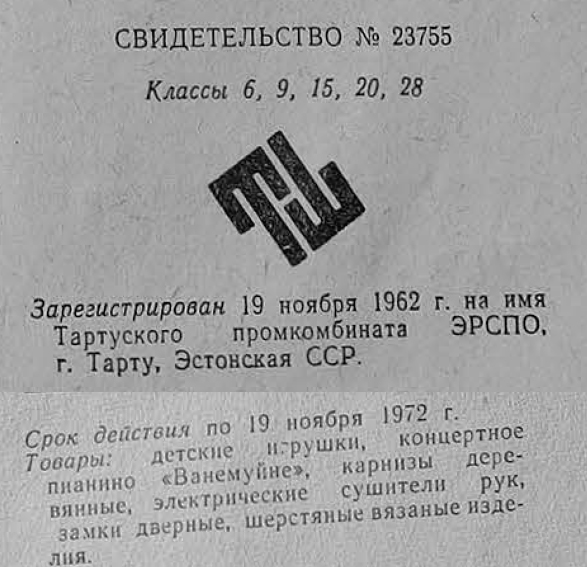 СВИДЕТЕЛЬСТВО № 23755
Классы 6, 9, 15, 20, 28
Зарегистрирован 19 ноября 1962 г. на имя
Тартуского промкомбината ЭРСПО,
г. Тарту, Эстонская ССР.
Срок действия по 19 ноября 1972 г.
Товары: детские игрушки, концертное
пианино «Ванемуйне», карнизы дере-
вянные, электрические сушители рук,
замки дверные, шерстяные вязаные изде-
лия.